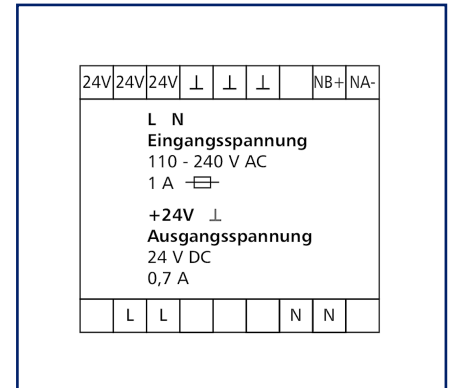 24V 24V 24V ⊥ ⊥ ⊥ NB+ NA-
L N
Eingangsspannung
110 - 240 V AC
1 A
+24V ⊥
Ausgangsspannung
24 V DC
0,7 A
L L N N